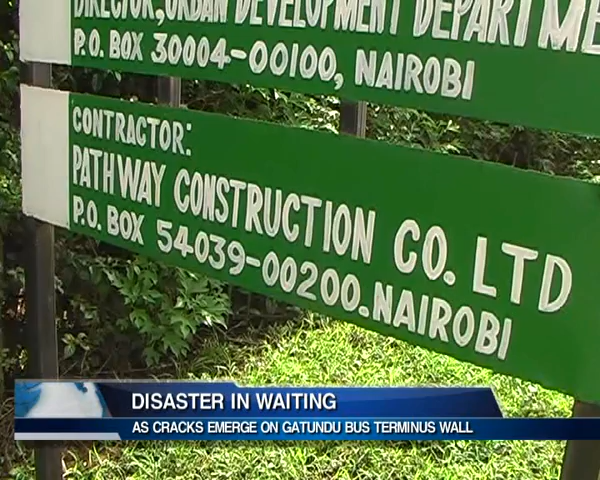 DIRECTOR, URBAN DEVELOPMENT DEPARTME
P.O. BOX 30004-00100, NAIROBI
CONTRACTOR:
PATHWAY CONSTRUCTION CO. LTD
P.O. BOX 54039-00200.NAIROBI
DISASTER IN WAITING
AS CRACKS EMERGE ON GATUNDU BUS TERMINUS WALL